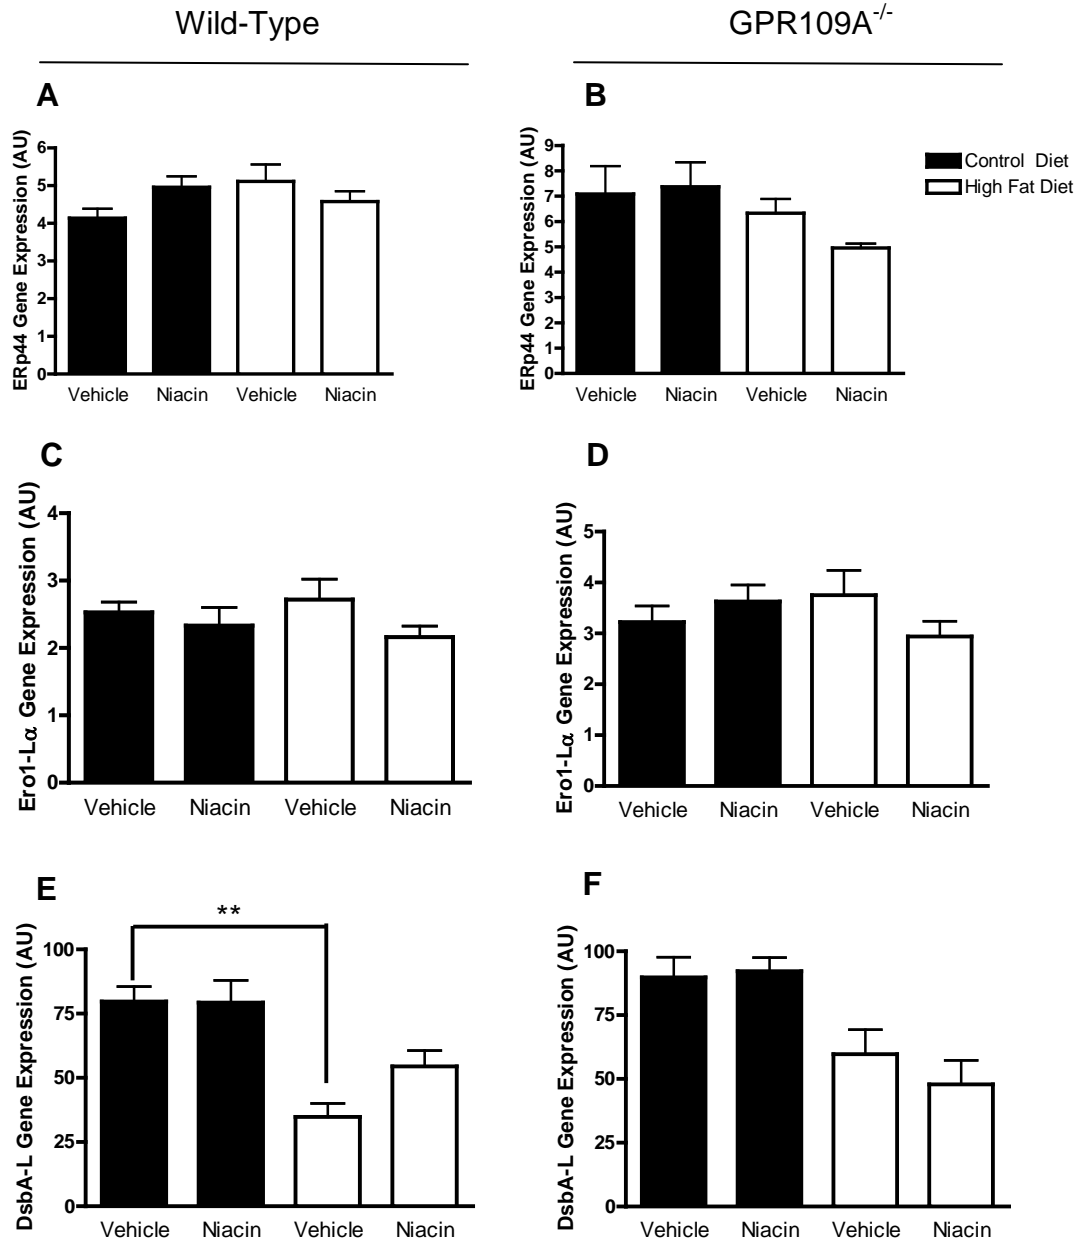 Wild-Type
GPR109A-/-
A
ERp44 Gene Expression (AU)
6
5
4
3
2
1
0
Vehicle Niacin Vehicle Niacin
B
ERp44 Gene Expression (AU)
9
8
7
6
5
4
3
2
1
0
Vehicle Niacin Vehicle Niacin
Control Diet
High Fat Diet
C
Ero1-Lα Gene Expression (AU)
4
3
2
1
0
Vehicle Niacin Vehicle Niacin
D
Ero1-Lα Gene Expression (AU)
5
4
3
2
1
0
Vehicle Niacin Vehicle Niacin
E
DsbA-L Gene Expression (AU)
**
100
75
50
25
0
Vehicle Niacin Vehicle Niacin
F
DsbA-L Gene Expression (AU)
100
75
50
25
0
Vehicle Niacin Vehicle Niacin